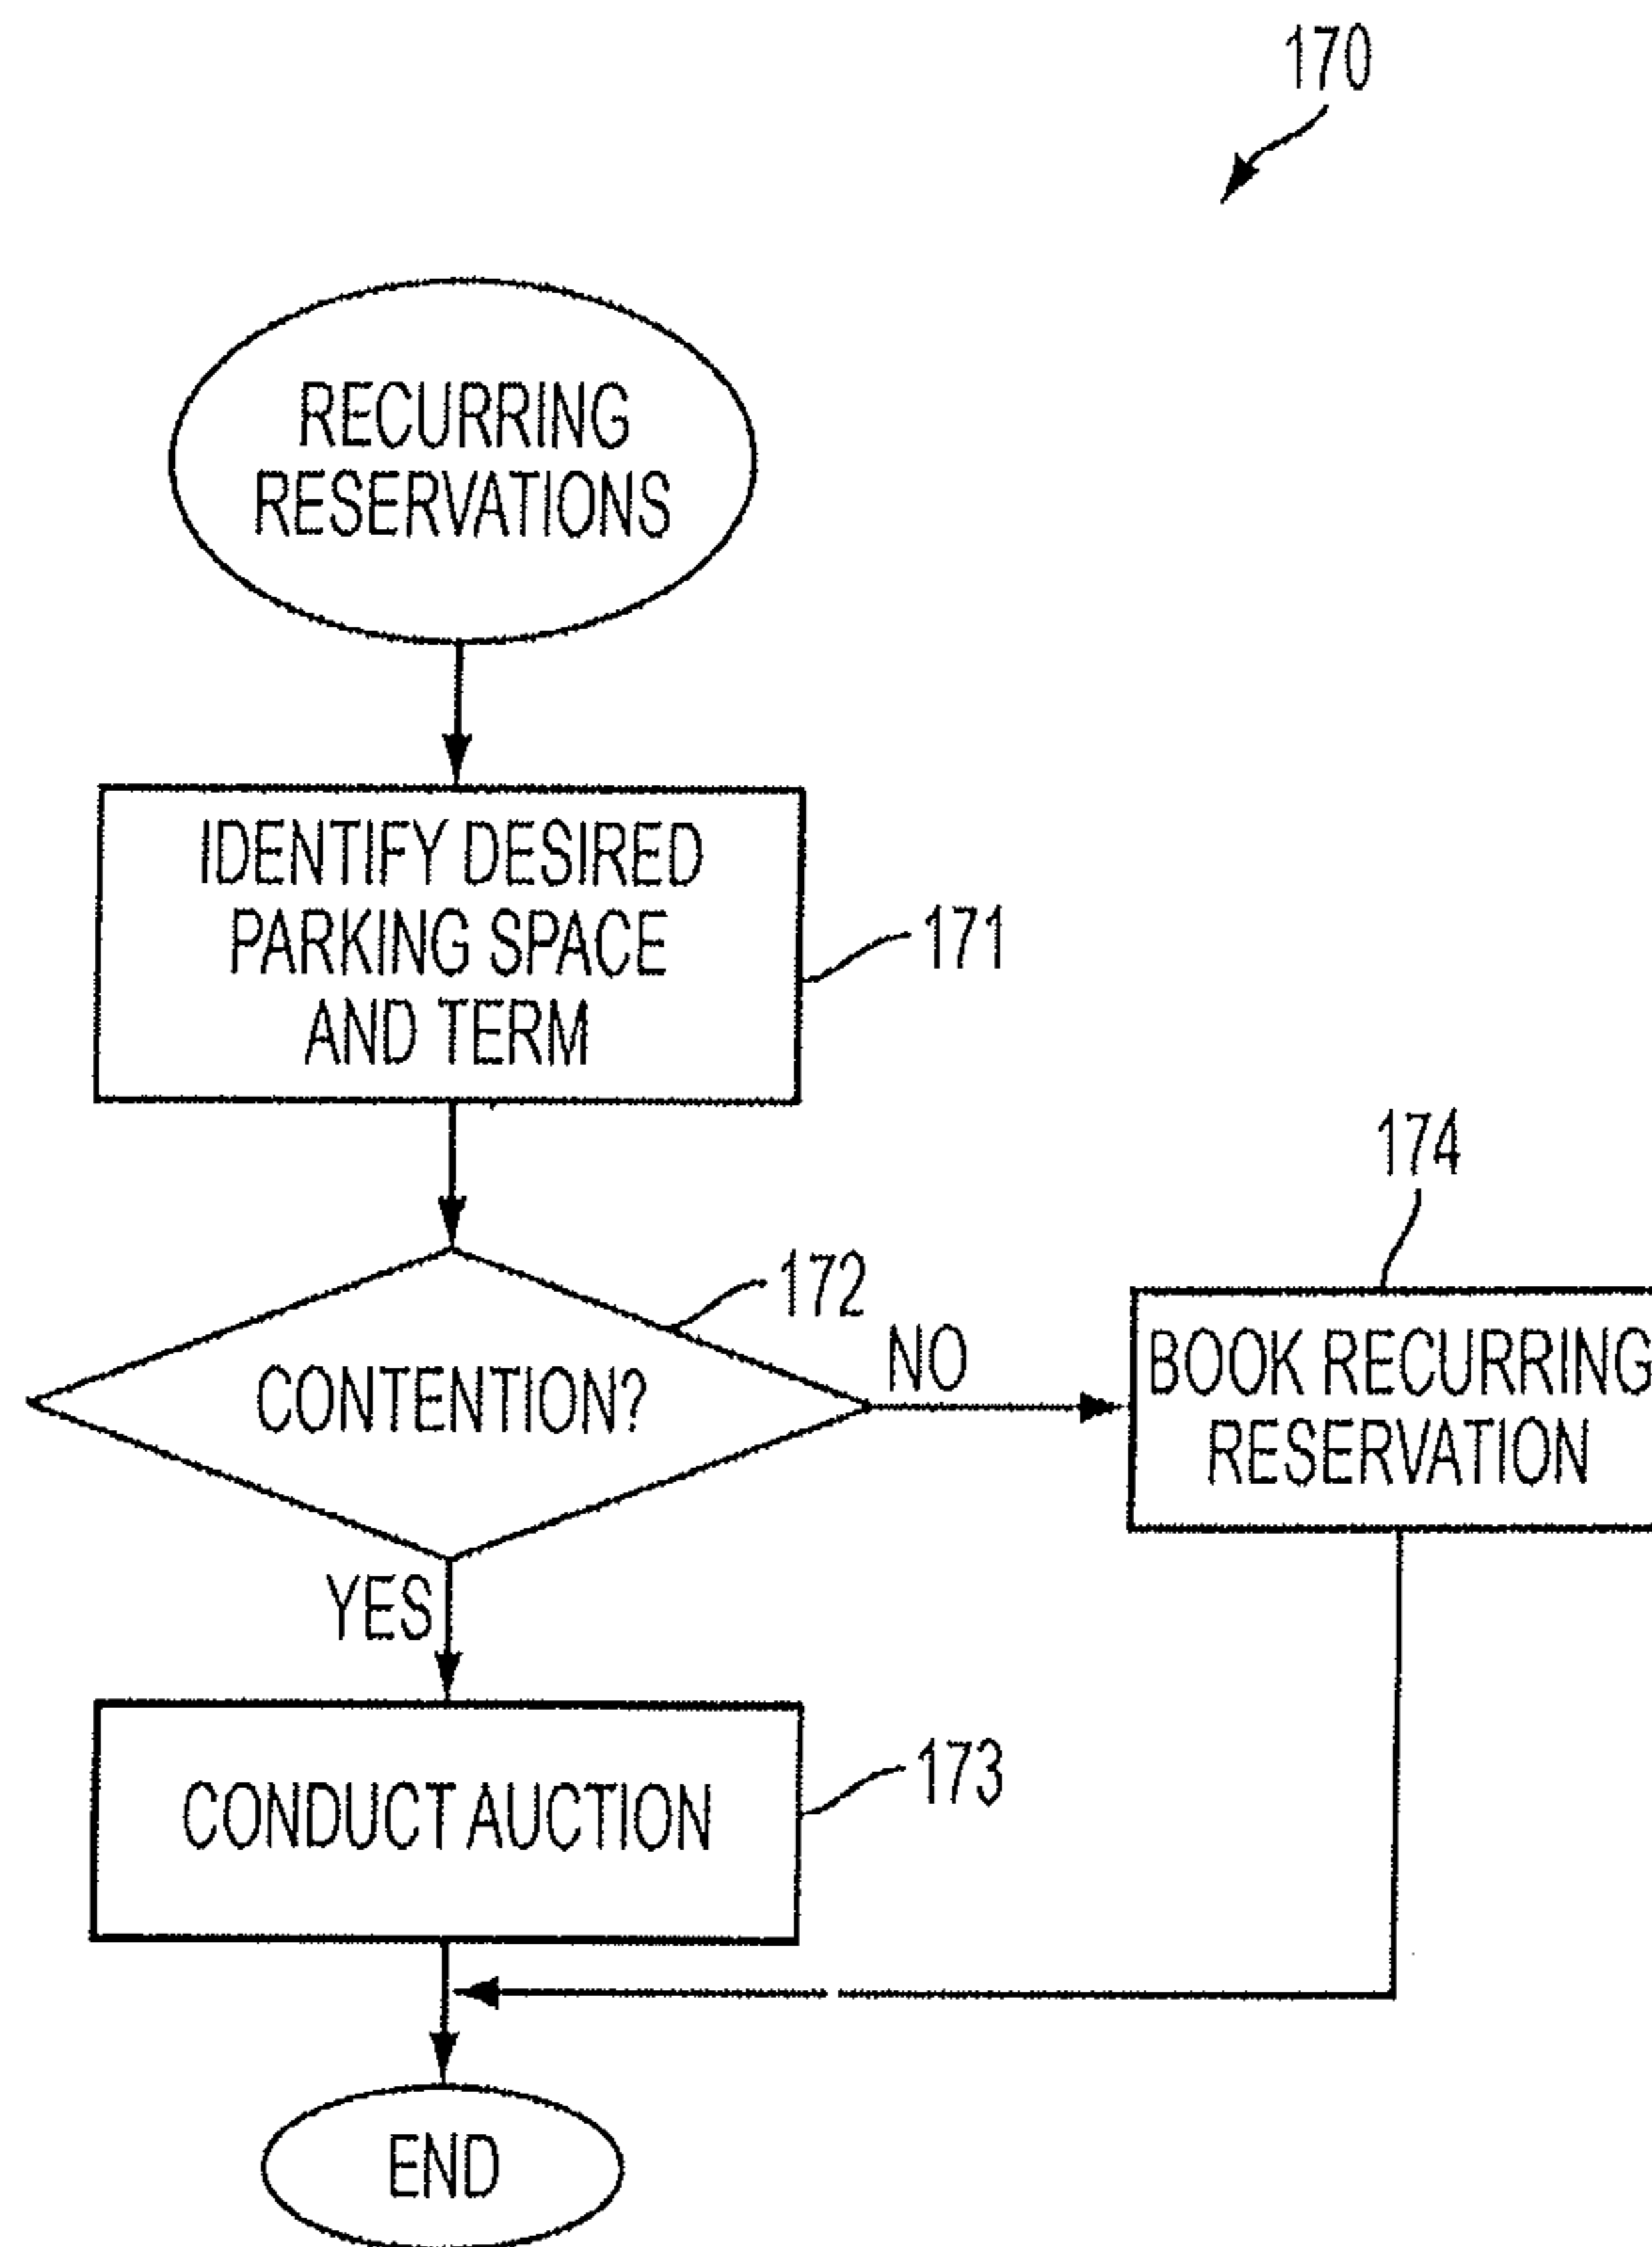 170
RECURRING
RESERVATIONS
IDENTIFY DESIRED
PARKING SPACE
AND TERM
171
172
CONTENTION?
NO
174
BOOK RECURRING
RESERVATION
YES
CONDUCT AUCTION
173
END